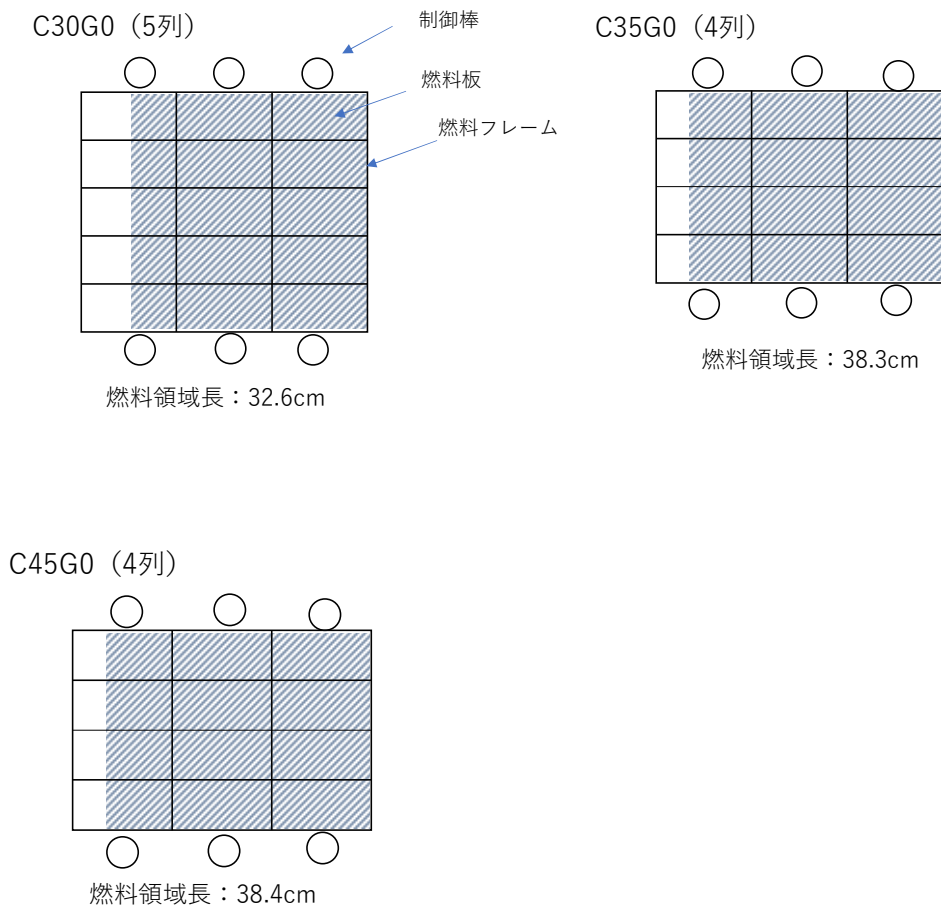 C30G0（5列）
制御棒
燃料板
燃料フレーム
燃料領域長：32.6cm
C35G0（4列）
燃料領域長：38.3cm
C45G0（4列）
燃料領域長：38.4cm